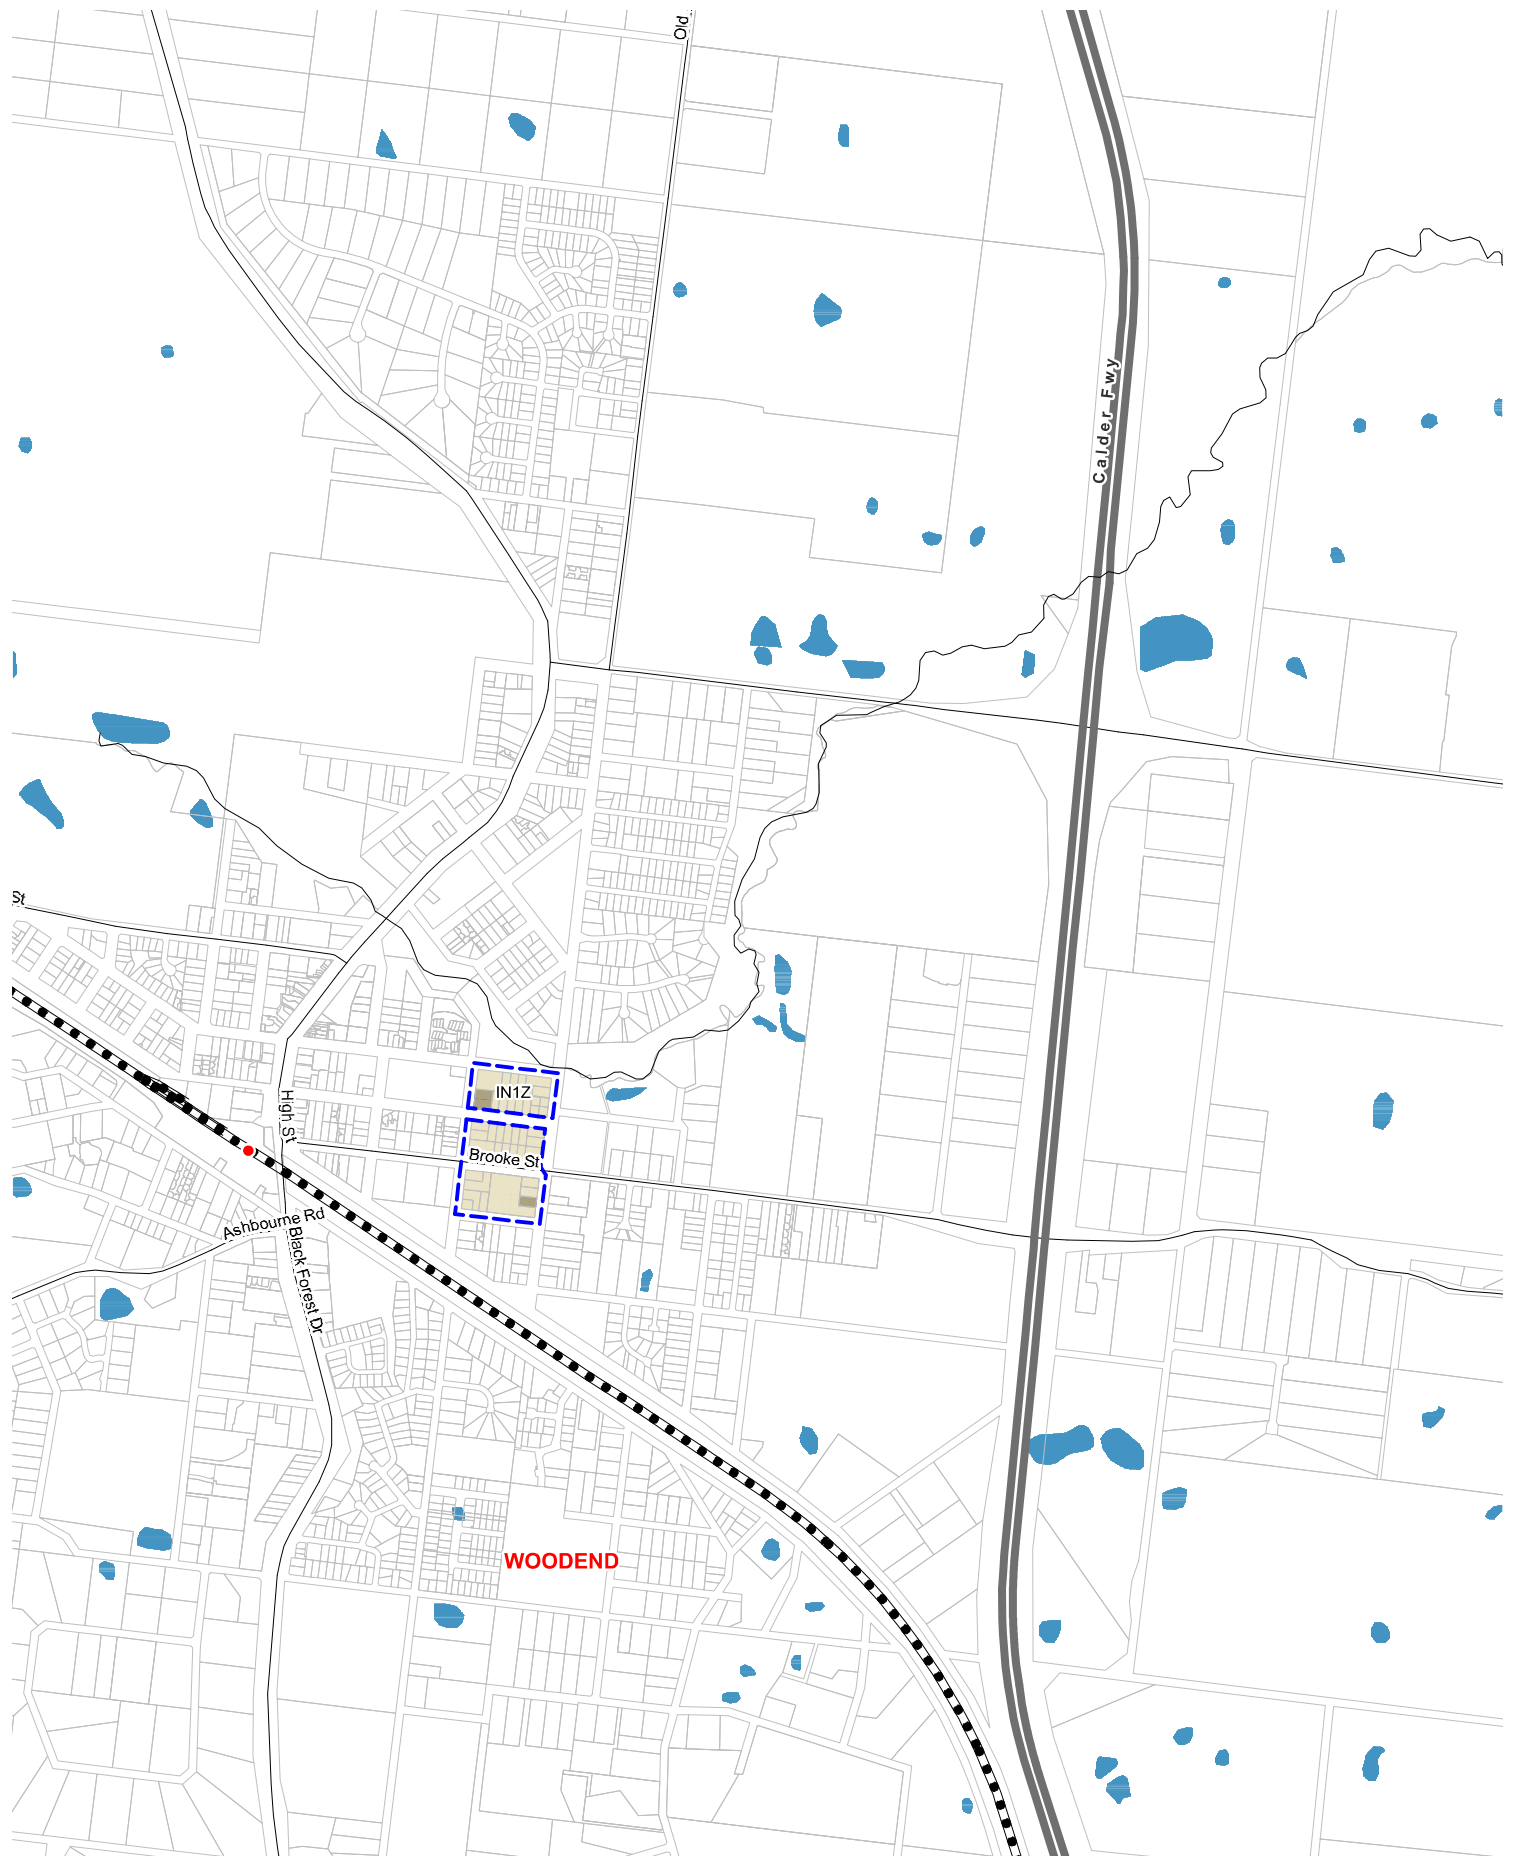 Old
Calder Fwy
St
High St
IN1Z
Brooke St
Ashbourne Rd
Black Forest Dr
WOODEND